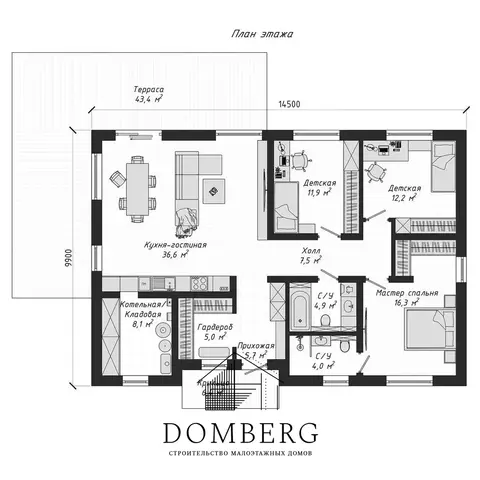 План этажа
Терраса
43,4 м²
14500
9900
Детская
11,9 м²
Детская
12,2 м²
Кухня-гостиная
36,6 м²
Холл
7,5 м²
Котельная/
Кладовая
8,1 м²
Гардероб
5,0 м²
Прихожая
5,7 м²
С/У
4,9 м²
Мастер спальня
16,3 м²
С/У
4,0 м²
DOMBERG
СТРОИТЕЛЬСТВО МАЛОЭТАЖНЫХ ДОМОВ